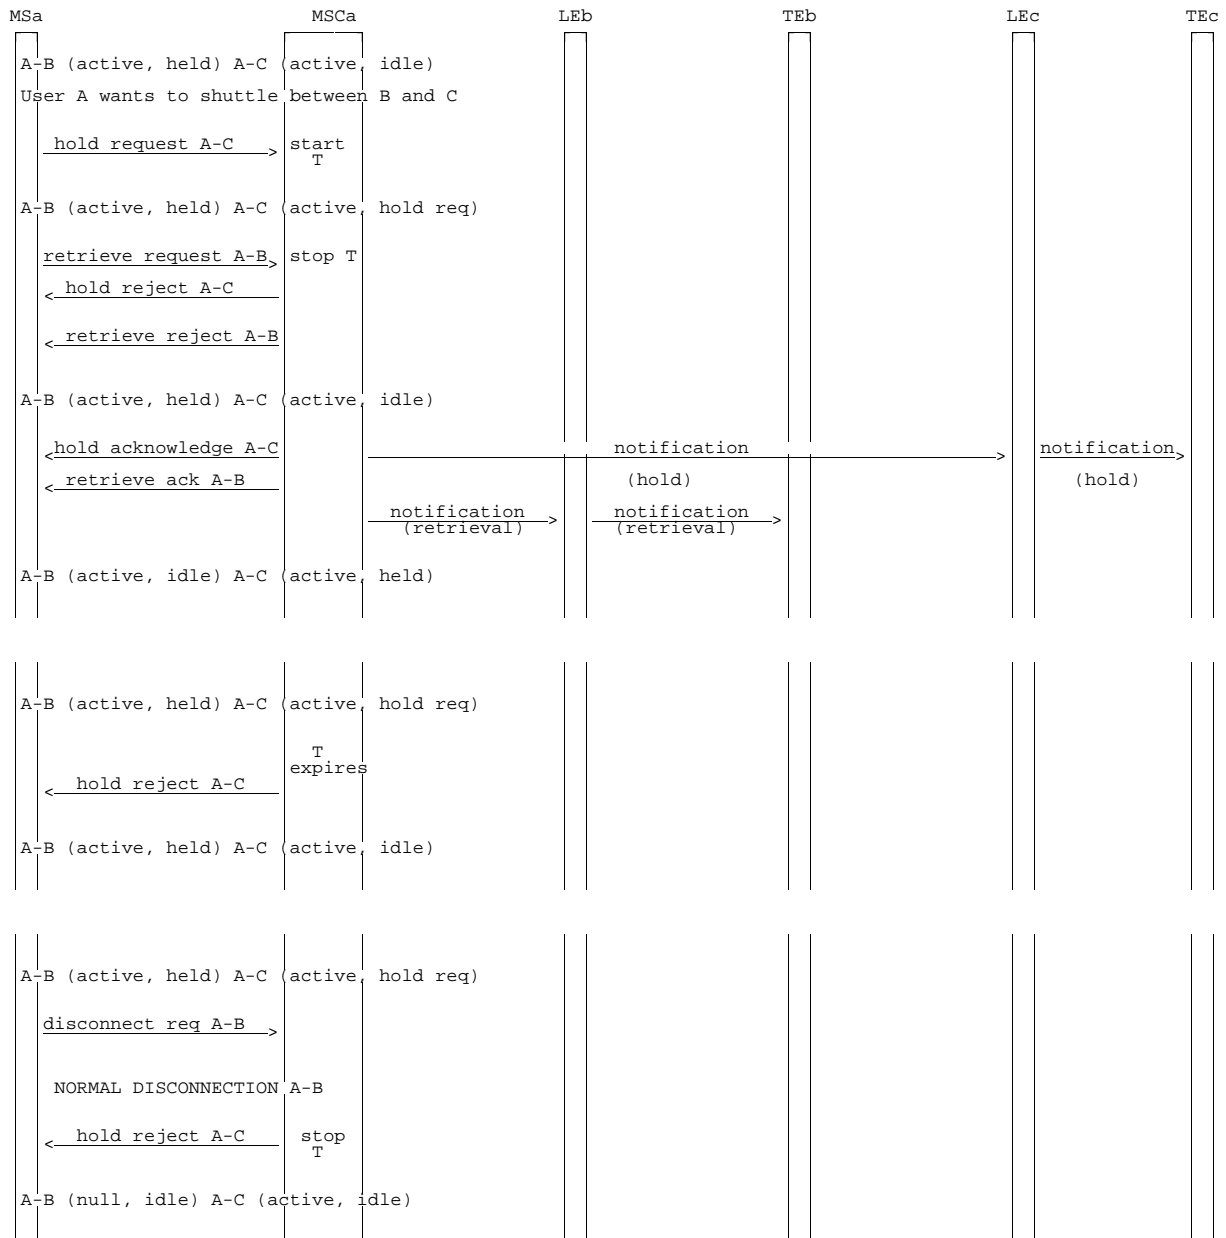 MSa MSCa LEb TEb LEc TEc
A-B (active, held) A-C (active, idle)
User A wants to shuttle between B and C
hold request A-C start
T
A-B (active, held) A-C (active, hold req)
retrieve request A-B stop T
hold reject A-C
retrieve reject A-B
A-B (active, held) A-C (active, idle)
hold acknowledge A-C notification notification
retrieve ack A-B (hold) (hold)
notification notification
(retrieval) (retrieval)
A-B (active, idle) A-C (active, held)
A-B (active, held) A-C (active, hold req)
T
expires
hold reject A-C
A-B (active, held) A-C (active, idle)
A-B (active, held) A-C (active, hold req)
disconnect req A-B
NORMAL DISCONNECTION A-B
hold reject A-C stop
T
A-B (null, idle) A-C (active, idle)